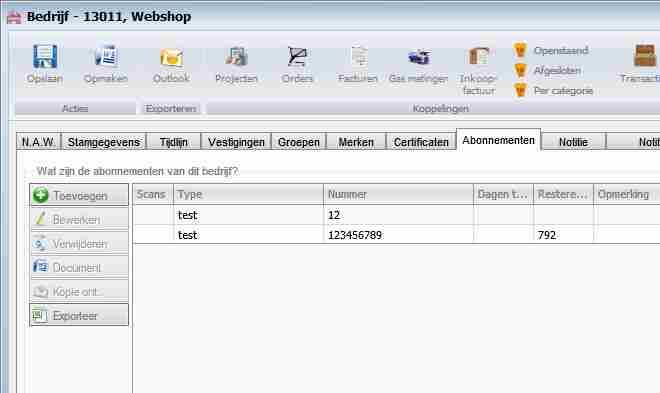 Bedrijf - 13011, Webshop
Opslaan Opmaken Outlook Projecten Orders Facturen Gas metingen Inkoop-factuur Openstaand Afgesloten Per categorie
Acties Exporteren Koppelingen
N.A.W. Stamgegevens Tijdlijn Vestigingen Groepen Merken Certificaten Abonnementen Notitie
Wat zijn de abonnementen van dit bedrijf?
Toevoegen
Bewerken
Verwijderen
Document
Kopie ont...
Exporteer
Scans Type Nummer Dagen t... Restere... Opmerking
test 12
test 123456789 792